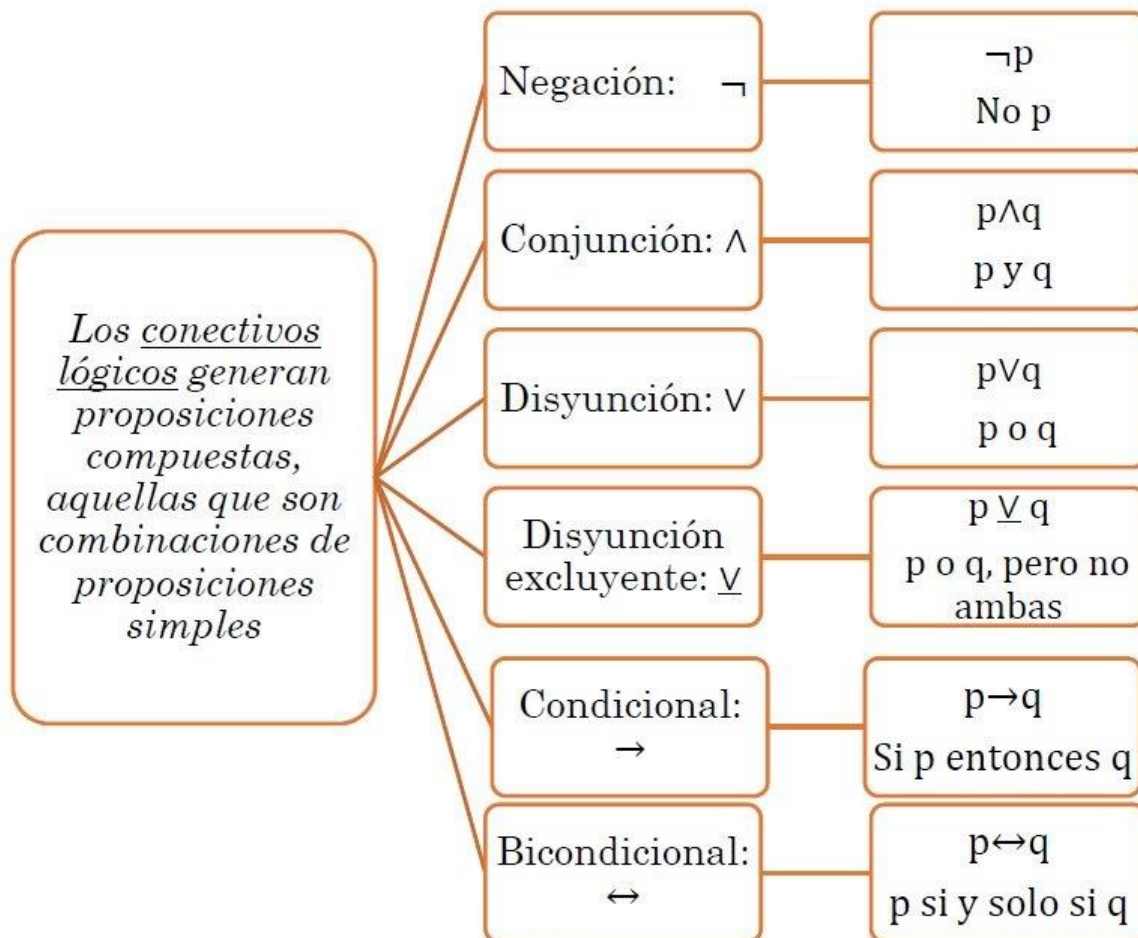 Los conectivos
lógicos generan
proposiciones
compuestas,
aquellas que son
combinaciones de
proposiciones
simples
Negación: ¬
¬p
No p
Conjunción: ∧
p∧q
p y q
Disyunción: ∨
p∨q
p o q
Disyunción
excluyente: ⊻
p ⊻ q
p o q, pero no
ambas
Condicional:
→
p→q
Si p entonces q
Bicondicional:
↔
p↔q
p si y solo si q